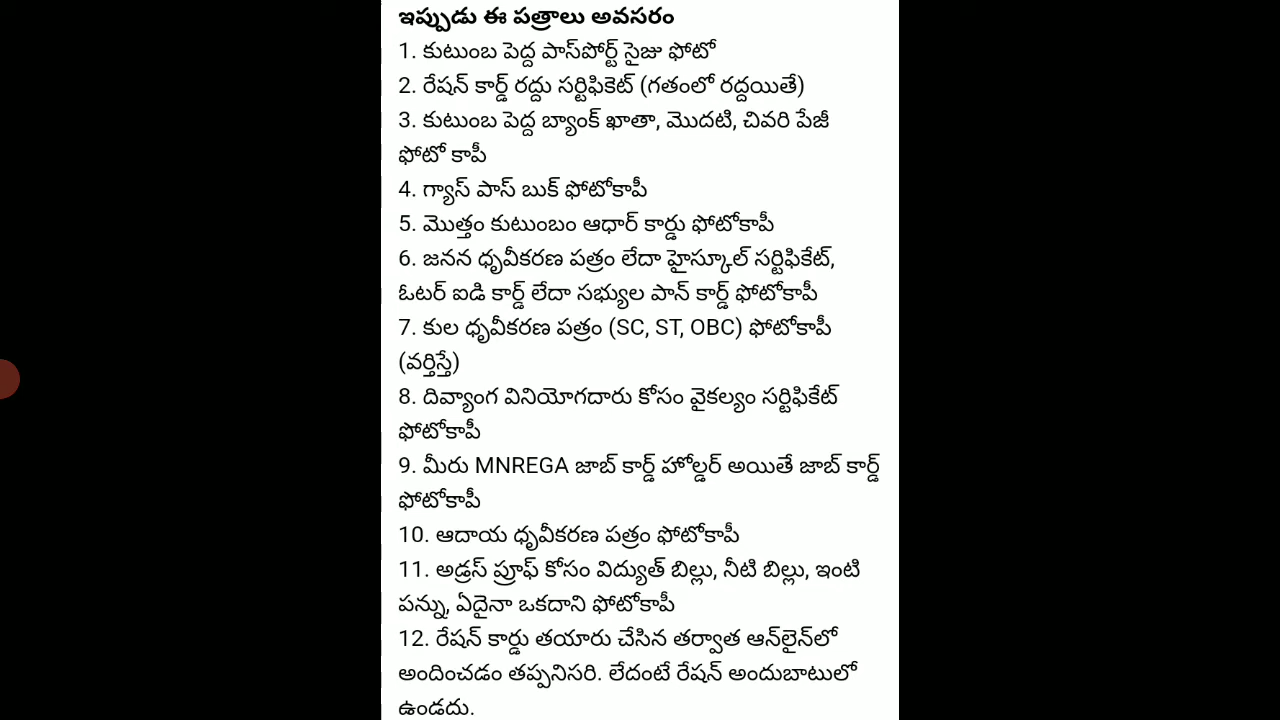 ఇప్పుడు ఈ పత్రాలు అవసరం
1. కుటుంబ పెద్ద పాస్‌పోర్ట్ సైజు ఫోటో
2. రేషన్ కార్డ్ రద్దు సర్టిఫికెట్ (గతంలో రద్దయితే)
3. కుటుంబ పెద్ద బ్యాంక్ ఖాతా, మొదటి, చివరి పేజీ
ఫోటో కాపీ
4. గ్యాస్ పాస్ బుక్ ఫోటోకాపీ
5. మొత్తం కుటుంబం ఆధార్ కార్డు ఫోటోకాపీ
6. జనన ధృవీకరణ పత్రం లేదా హైస్కూల్ సర్టిఫికేట్,
ఓటర్ ఐడి కార్డ్ లేదా సభ్యుల పాన్ కార్డ్ ఫోటోకాపీ
7. కుల ధృవీకరణ పత్రం (SC, ST, OBC) ఫోటోకాపీ
(వర్తిస్తే)
8. దివ్యాంగ వినియోగదారు కోసం వైకల్యం సర్టిఫికేట్
ఫోటోకాపీ
9. మీరు MNREGA జాబ్ కార్డ్ హోల్డర్ అయితే జాబ్ కార్డ్
ఫోటోకాపీ
10. ఆదాయ ధృవీకరణ పత్రం ఫోటోకాపీ
11. అడ్రస్ ప్రూఫ్ కోసం విద్యుత్ బిల్లు, నీటి బిల్లు, ఇంటి
పన్ను, ఏదైనా ఒకదాని ఫోటోకాపీ
12. రేషన్ కార్డు తయారు చేసిన తర్వాత ఆన్‌లైన్‌లో
అందించడం తప్పనిసరి. లేదంటే రేషన్ అందుబాటులో
ఉండదు.